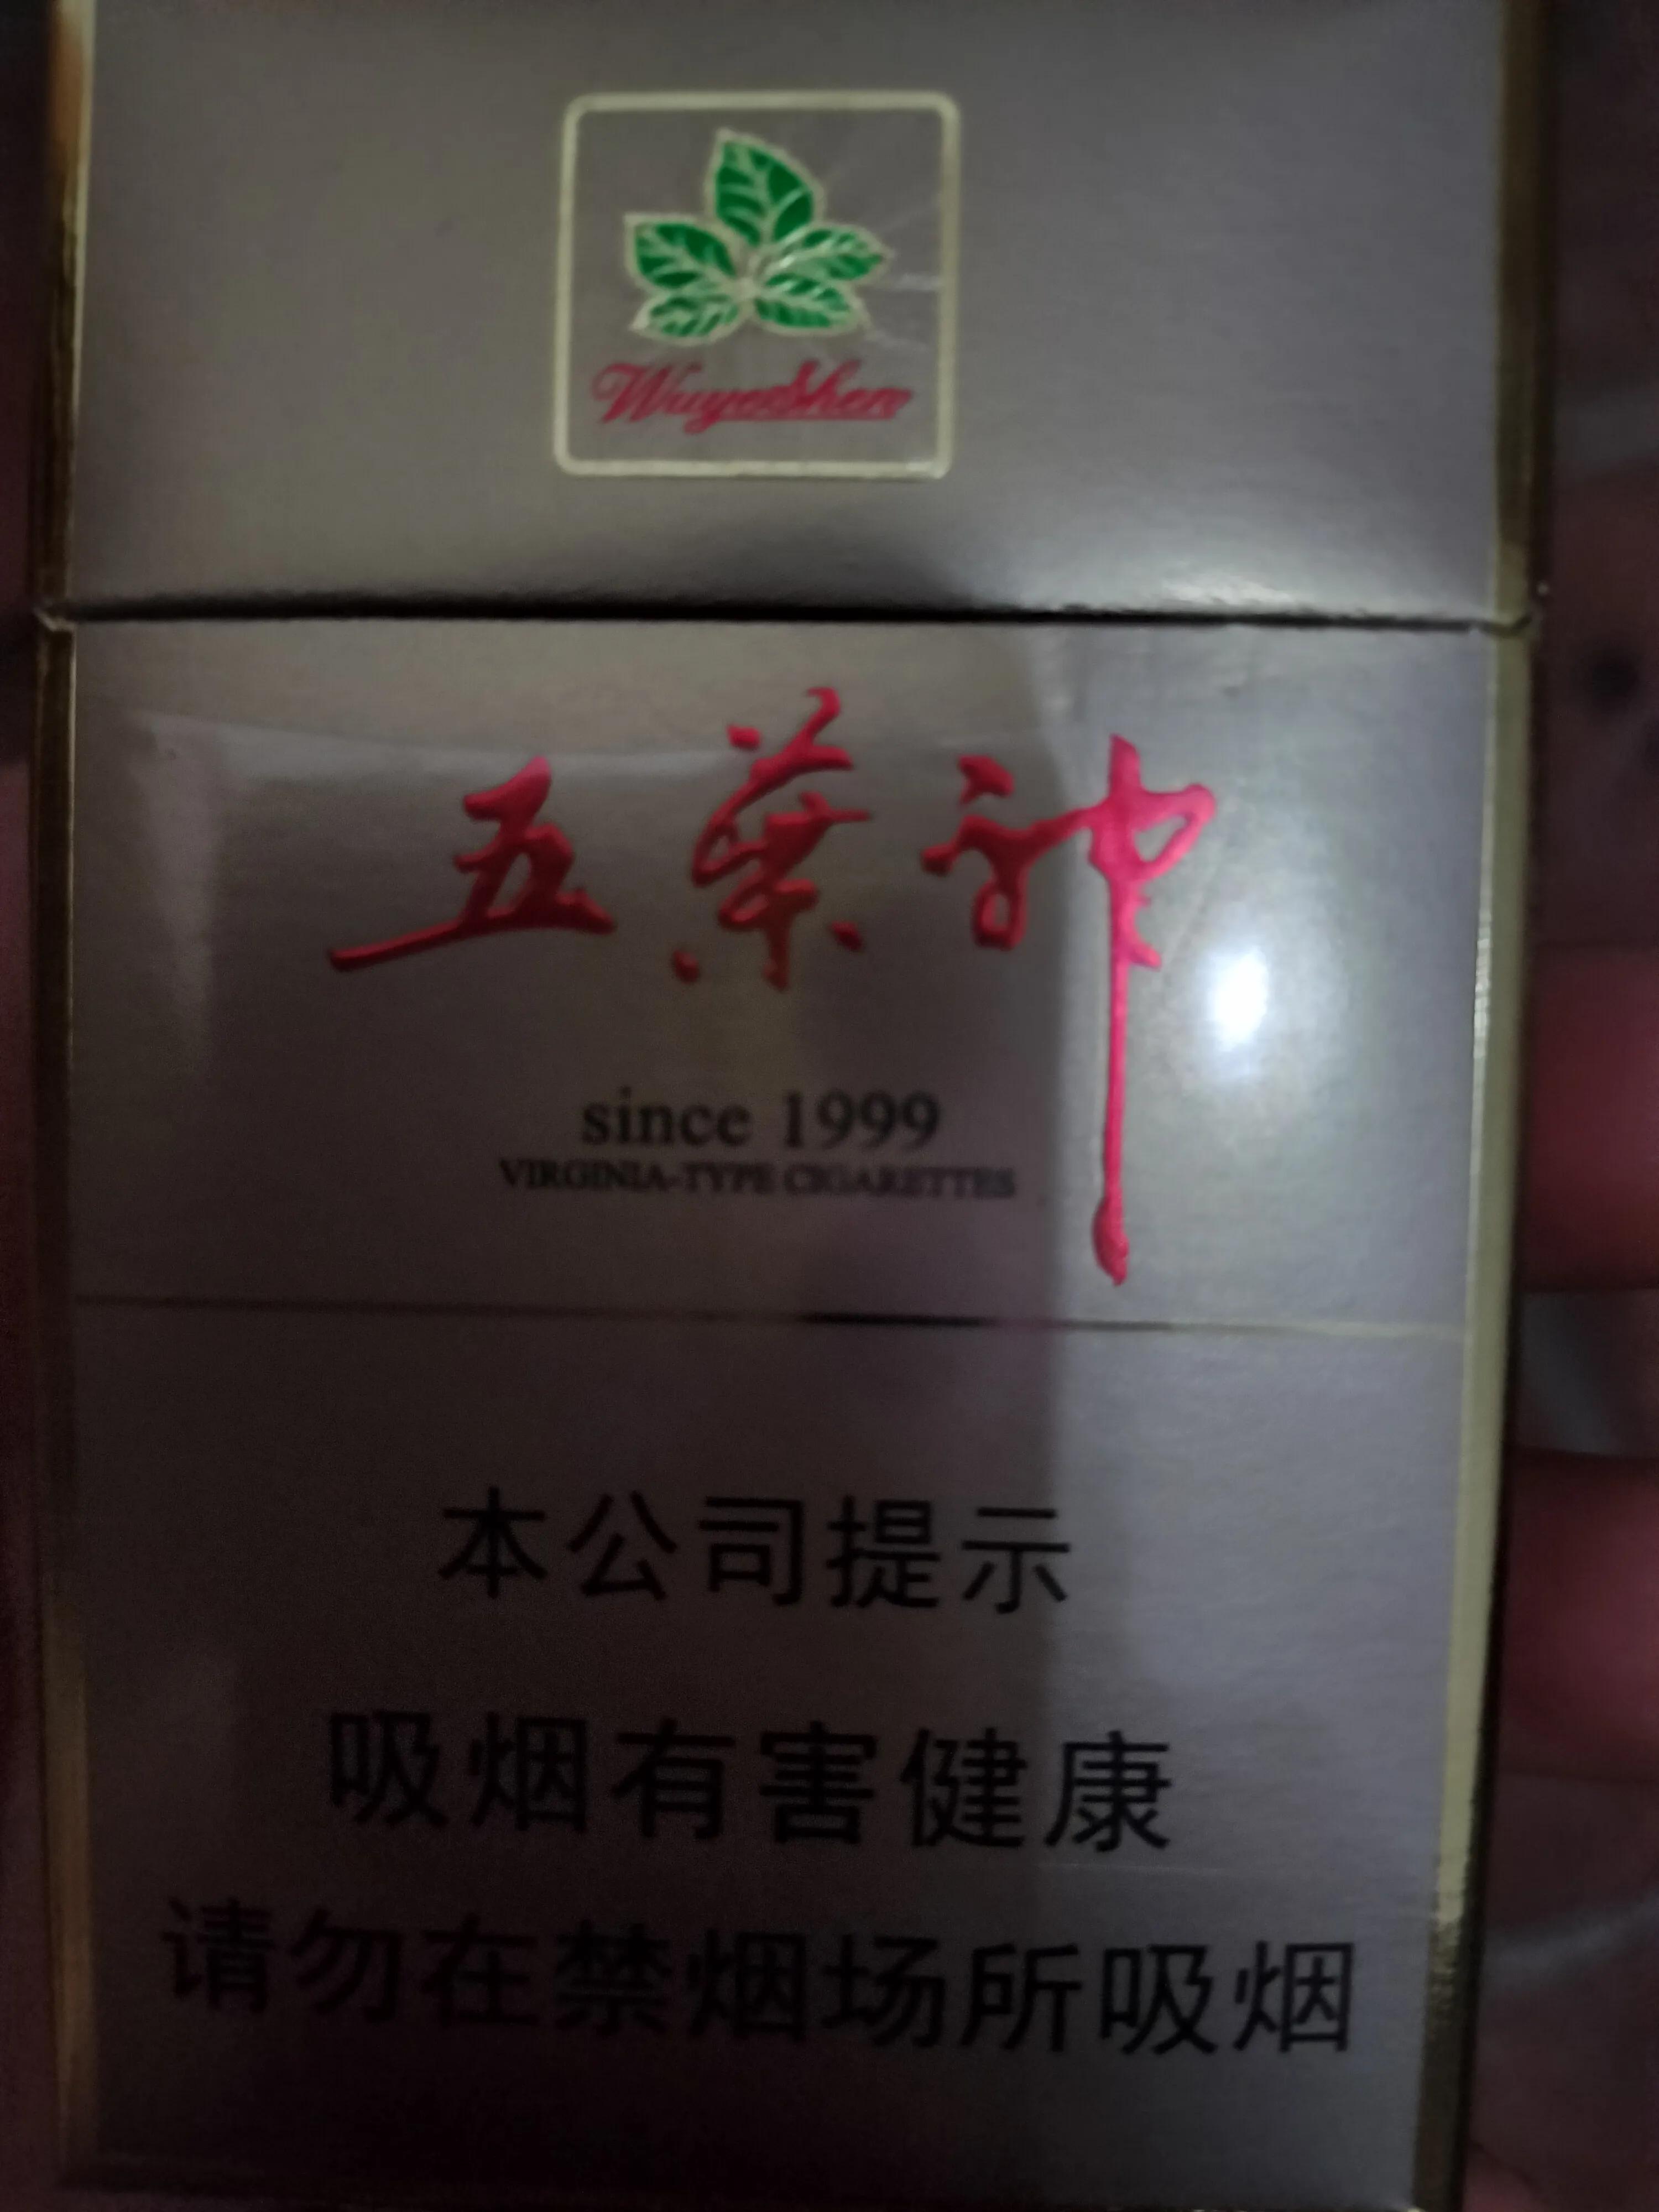 WuyeShen
五葉神
since 1999
VIRGINIA-TYPE CIGARETTES
本公司提示
吸烟有害健康
请勿在禁烟场所吸烟